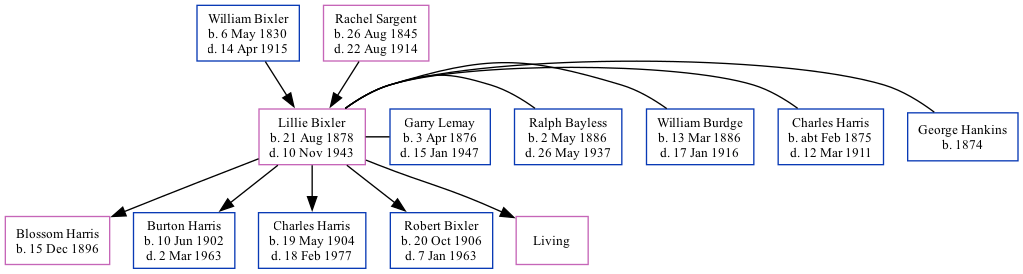 William Bixler
b. 6 May 1830
d. 14 Apr 1915
Rachel Sargent
b. 26 Aug 1845
d. 22 Aug 1914
Lillie Bixler
b. 21 Aug 1878
d. 10 Nov 1943
Garry Lemay
b. 3 Apr 1876
d. 15 Jan 1947
Ralph Bayless
b. 2 May 1886
d. 26 May 1937
William Burdge
b. 13 Mar 1886
d. 17 Jan 1916
Charles Harris
b. abt Feb 1875
d. 12 Mar 1911
George Hankins
b. 1874
Blossom Harris
b. 15 Dec 1896
Burton Harris
b. 10 Jun 1902
d. 2 Mar 1963
Charles Harris
b. 19 May 1904
d. 18 Feb 1977
Robert Bixler
b. 20 Oct 1906
d. 7 Jan 1963
Living